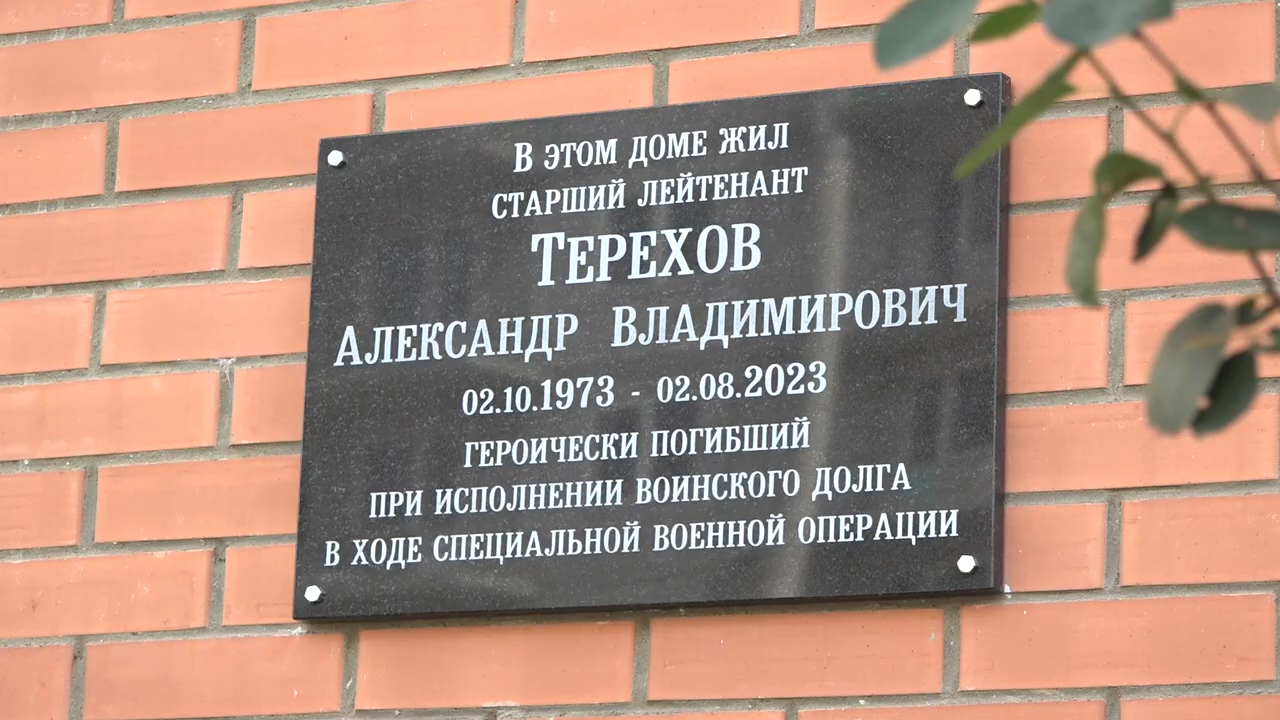 В ЭТОМ ДОМЕ ЖИЛ
СТАРШИЙ ЛЕЙТЕНАНТ
ТЕРЕХОВ
АЛЕКСАНДР ВЛАДИМИРОВИЧ
02.10.1973 - 02.08.2023
ГЕРОИЧЕСКИ ПОГИБШИЙ
ПРИ ИСПОЛНЕНИИ ВОИНСКОГО ДОЛГА
В ХОДЕ СПЕЦИАЛЬНОЙ ВОЕННОЙ ОПЕРАЦИИ